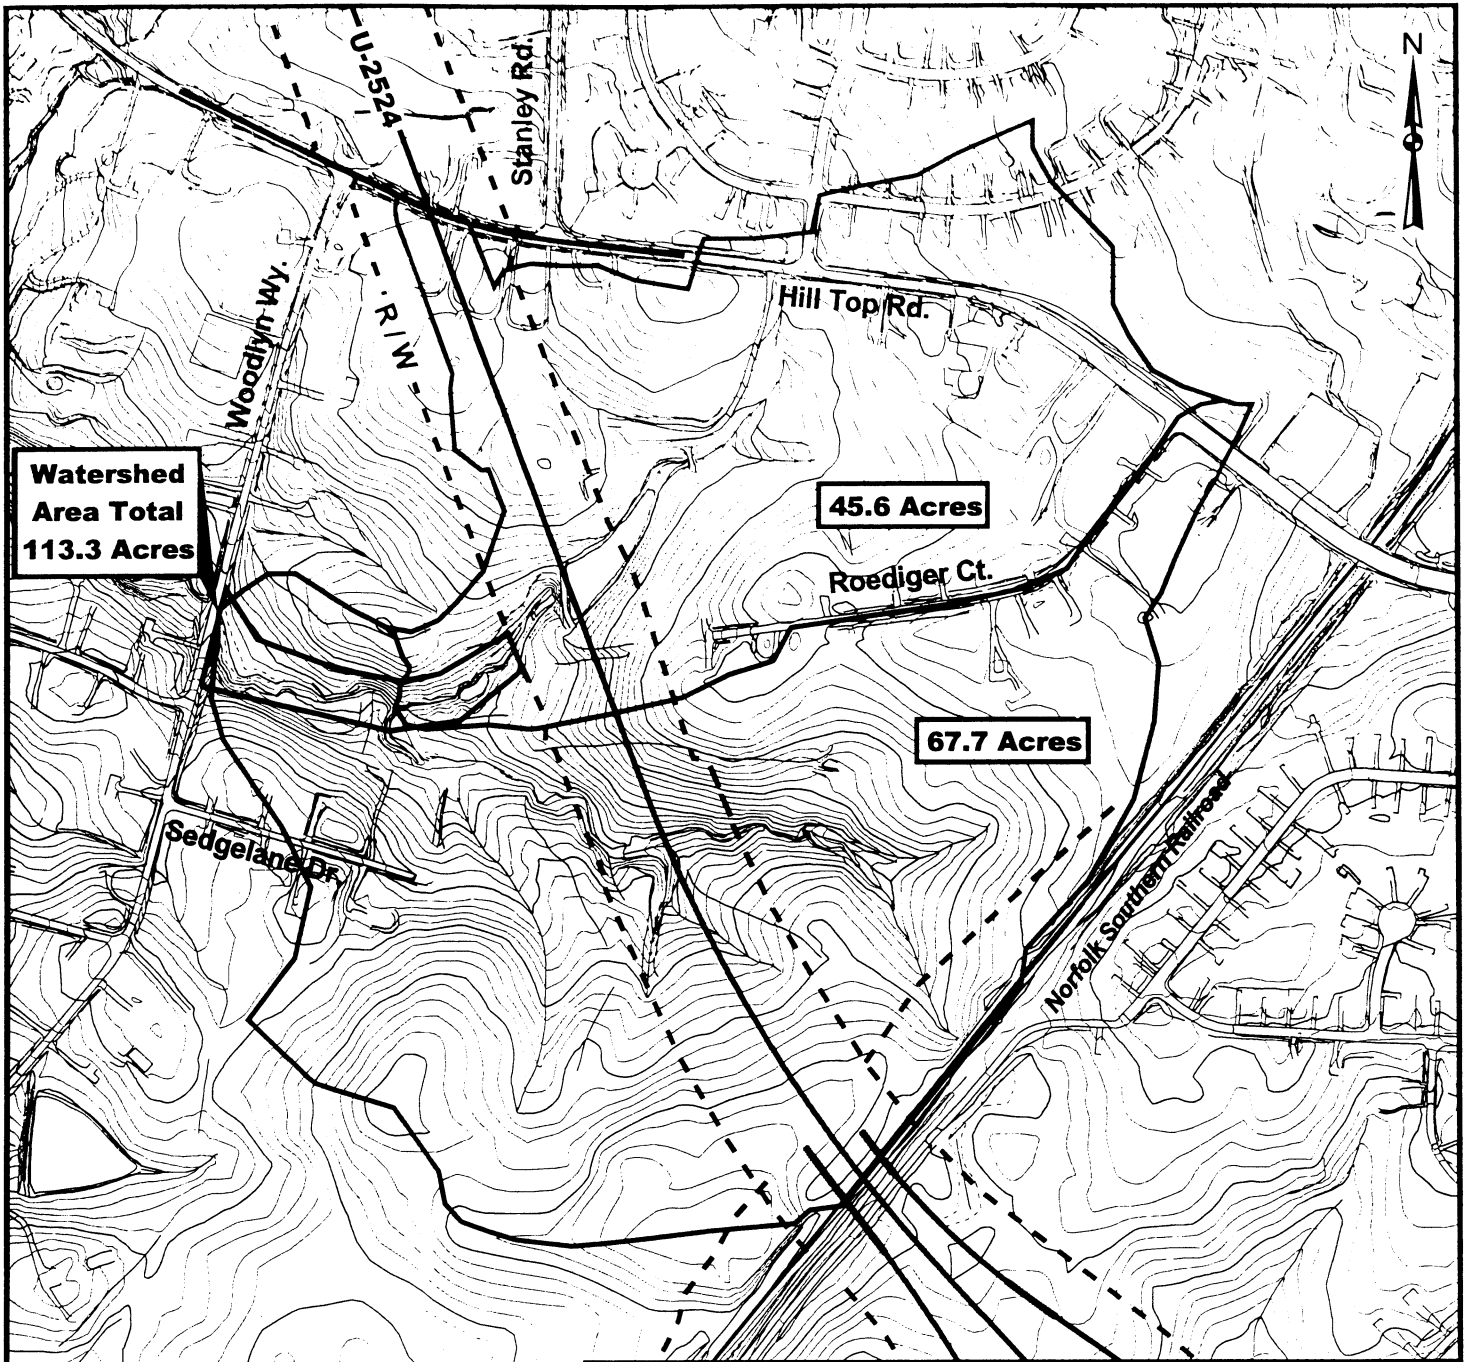 N
U-2524
Stanley Rd.
Hill Top Rd.
R / W
Woodlyn Wy.
Watershed
Area Total
113.3 Acres
45.6 Acres
Roediger Ct.
67.7 Acres
Sedgelane Dr.
Norfolk Southern Railroad